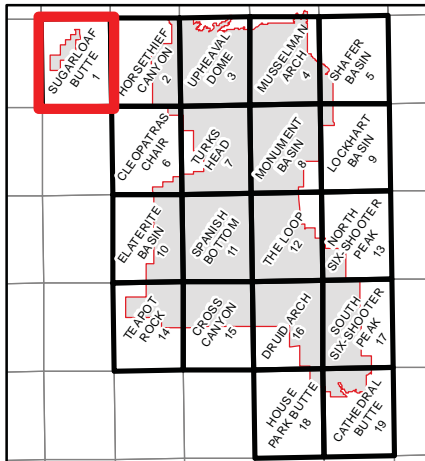 SUGARLOAF
BUTTE
1
HORSETHIEF
CANYON
2
UPHEAVAL
DOME
3
MUSSELMAN
ARCH
4
SHAFER
BASIN
5
CLEOPATRAS
CHAIR
6
TURKS
HEAD
7
MONUMENT
BASIN
8
LOCKHART
BASIN
9
ELATERITE
BASIN
10
SPANISH
BOTTOM
11
THE LOOP
12
NORTH
SIX-SHOOTER
PEAK
13
TEAPOT
ROCK
14
CROSS
CANYON
15
DRUID ARCH
16
SOUTH
SIX-SHOOTER
PEAK
17
HOUSE
PARK BUTTE
18
CATHEDRAL
BUTTE
19